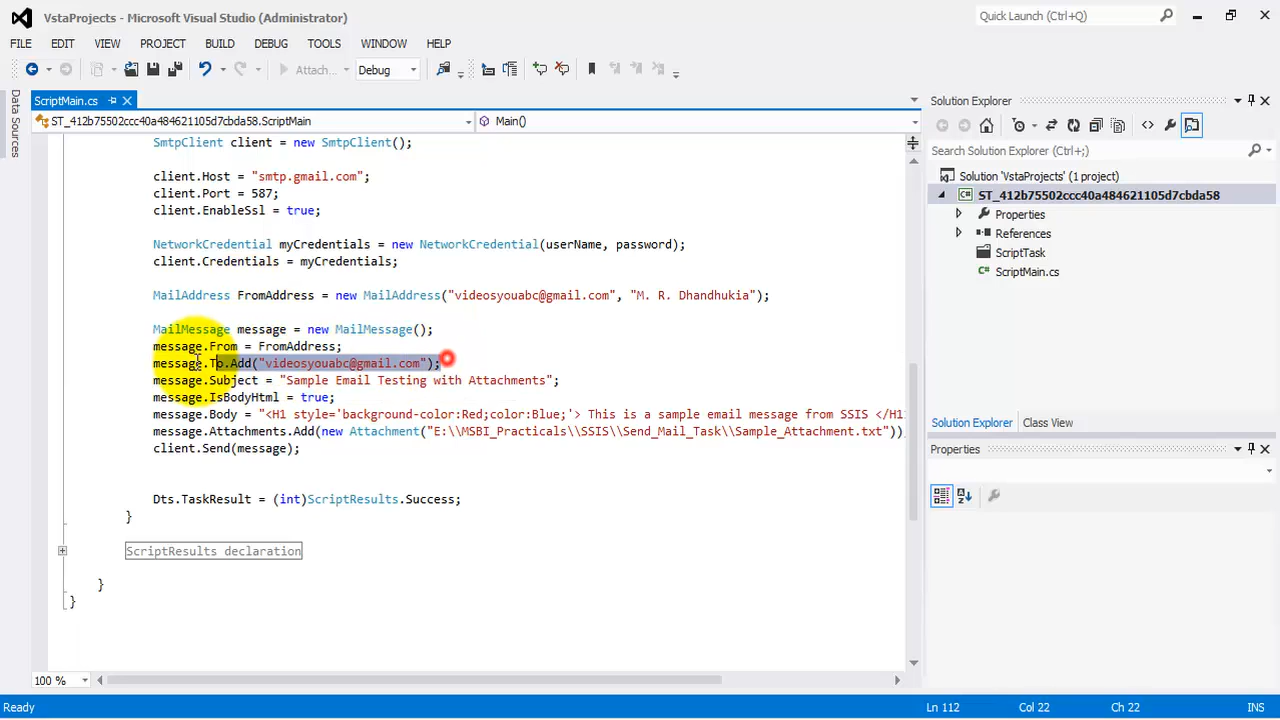 VstaProjects - Microsoft Visual Studio (Administrator)
Quick Launch (Ctrl+Q)
FILE EDIT VIEW PROJECT BUILD DEBUG TOOLS WINDOW HELP
Attach... Debug
Data Sources
ScriptMain.cs
ST_412b75502ccc40a484621105d7cbda58.ScriptMain
Main()
SmtpClient client = new SmtpClient();
client.Host = "smtp.gmail.com";
client.Port = 587;
client.EnableSsl = true;
NetworkCredential myCredentials = new NetworkCredential(userName, password);
client.Credentials = myCredentials;
MailAddress FromAddress = new MailAddress("videosyouabc@gmail.com", "M. R. Dhandhukia");
MailMessage message = new MailMessage();
message.From = FromAddress;
message.To.Add("videosyouabc@gmail.com");
message.Subject = "Sample Email Testing with Attachments";
message.IsBodyHtml = true;
message.Body = "<H1 style='background-color:Red;color:Blue;'> This is a sample email message from SSIS </H1
message.Attachments.Add(new Attachment("E:\\MSBI_Practicals\\SSIS\\Send_Mail_Task\\Sample_Attachment.txt"))
client.Send(message);
Dts.TaskResult = (int)ScriptResults.Success;
}
ScriptResults declaration
}
}
100 %
Solution Explorer
Search Solution Explorer (Ctrl+;)
Solution 'VstaProjects' (1 project)
ST_412b75502ccc40a484621105d7cbda58
Properties
References
ScriptTask
ScriptMain.cs
Solution Explorer Class View
Properties
Ready
Ln 112 Col 22 Ch 22 INS